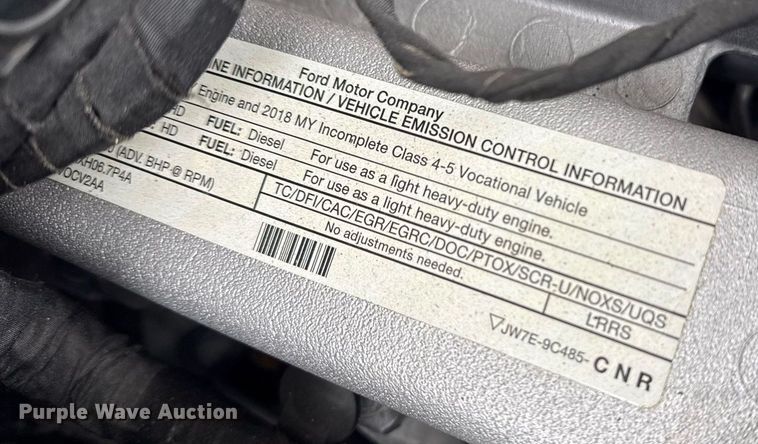 Ford Motor Company
NE INFORMATION / VEHICLE EMISSION CONTROL INFORMATION
Engine and 2018 MY Incomplete Class 4-5 Vocational Vehicle
HD FUEL: Diesel For use as a light heavy-duty engine.
HD FUEL: Diesel For use as a light heavy-duty engine.
(ADV. BHP @ RPM) TC/DFI/CAC/EGR/EGRC/DOC/PTOX/SCR-U/NOXS/UQS
XH06.7P4A No adjustments needed. LRRS
VOCV2AA
JW7E-9C485- CNR
Purple Wave Auction